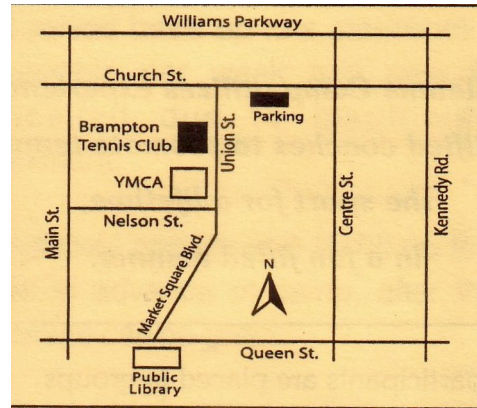 Williams Parkway
Church St.
Parking
Brampton
Tennis Club
Union St.
YMCA
Nelson St.
Main St.
Centre St.
Kennedy Rd.
Market Square Blvd.
N
Queen St.
Public
Library